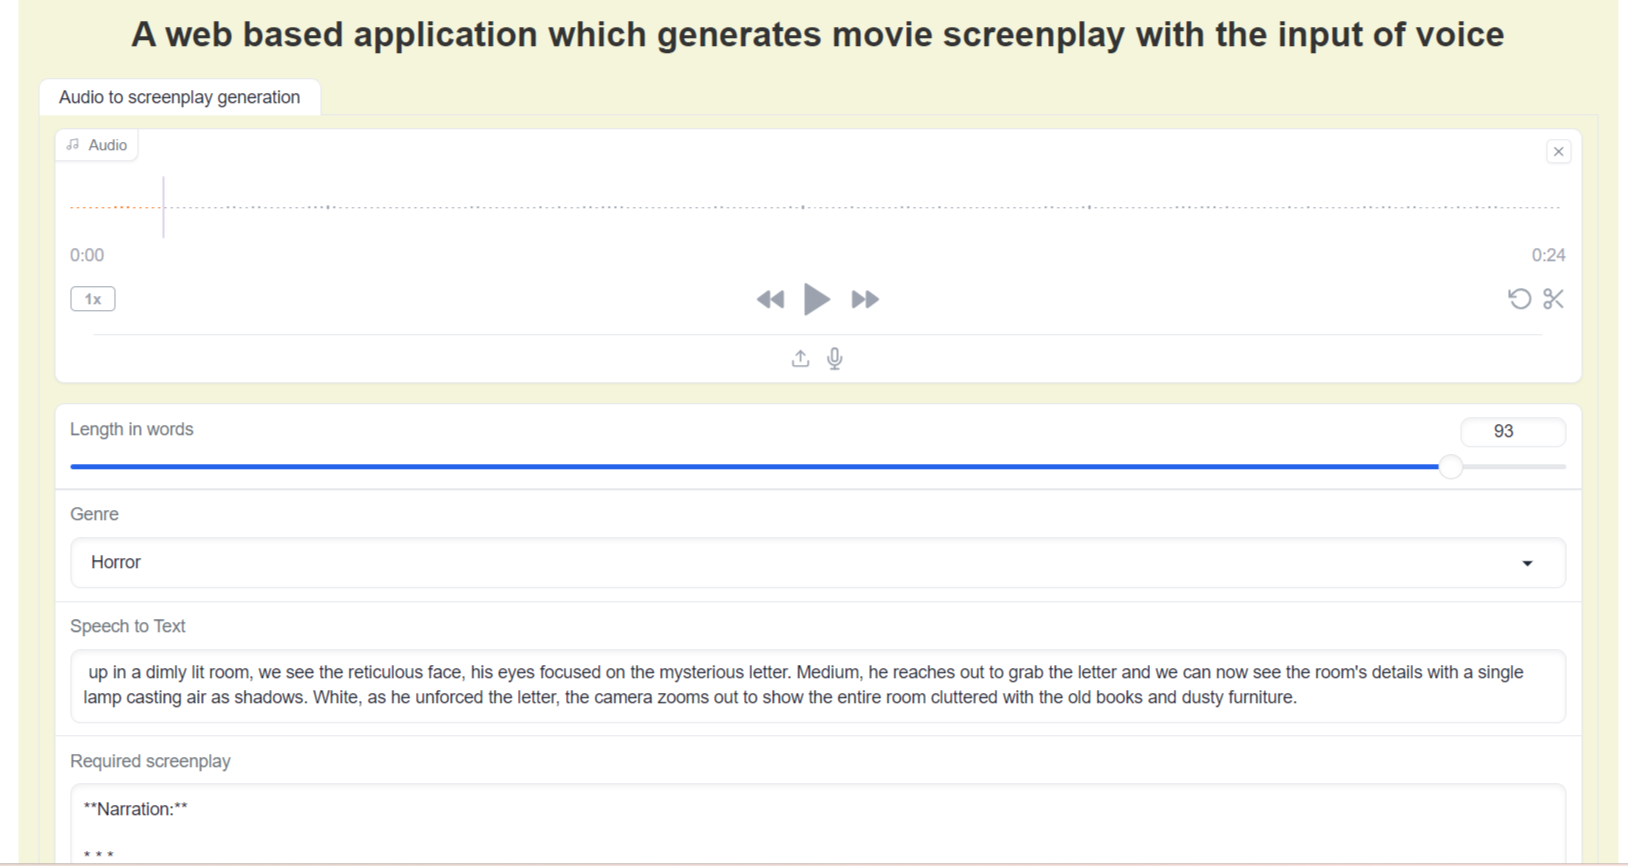 A web based application which generates movie screenplay with the input of voice
Audio to screenplay generation
Audio
0:00
0:24
1x
Length in words
93
Genre
Horror
Speech to Text
up in a dimly lit room, we see the reticulous face, his eyes focused on the mysterious letter. Medium, he reaches out to grab the letter and we can now see the room's details with a single
lamp casting air as shadows. White, as he unforced the letter, the camera zooms out to show the entire room cluttered with the old books and dusty furniture.
Required screenplay
**Narration:**
* * *